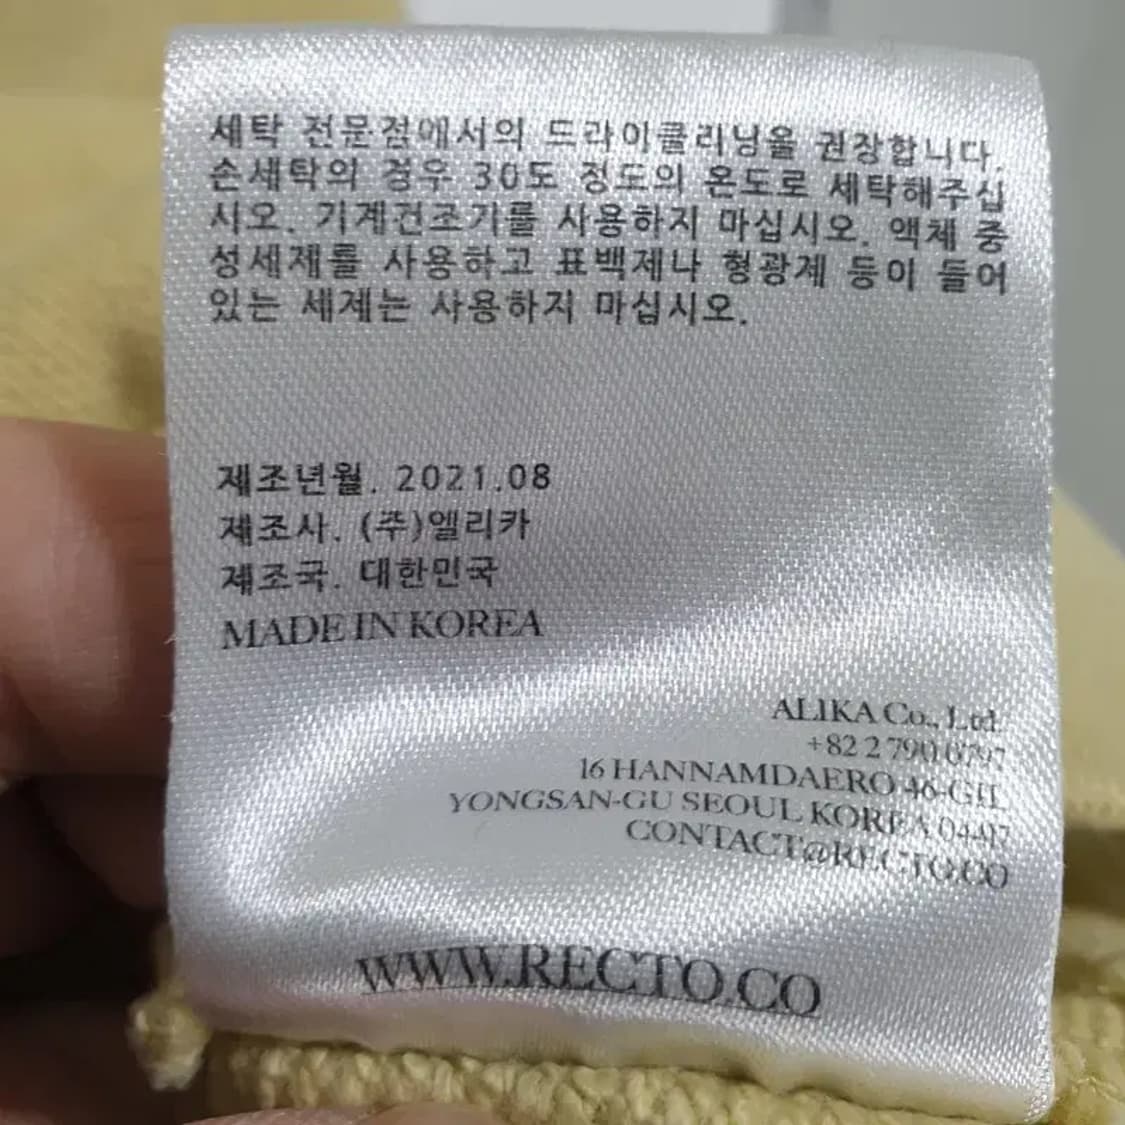 세탁 전문점에서의 드라이클리닝을 권장합니다.
손세탁의 경우 30도 정도의 온도로 세탁해주십
시오. 기계건조기를 사용하지 마십시오. 액체 중
성세제를 사용하고 표백제나 형광계 등이 들어
있는 세제는 사용하지 마십시오.
제조년월. 2021.08
제조사. (주)엘리카
제조국. 대한민국
MADE IN KOREA
ALIKA Co., Ltd.
+82 2 790 0797
16 HANNAMDAERO 46-GIL
YONGSAN-GU SEOUL KOREA 04417
CONTACT@RECTO.CO
WWW.RECTO.CO